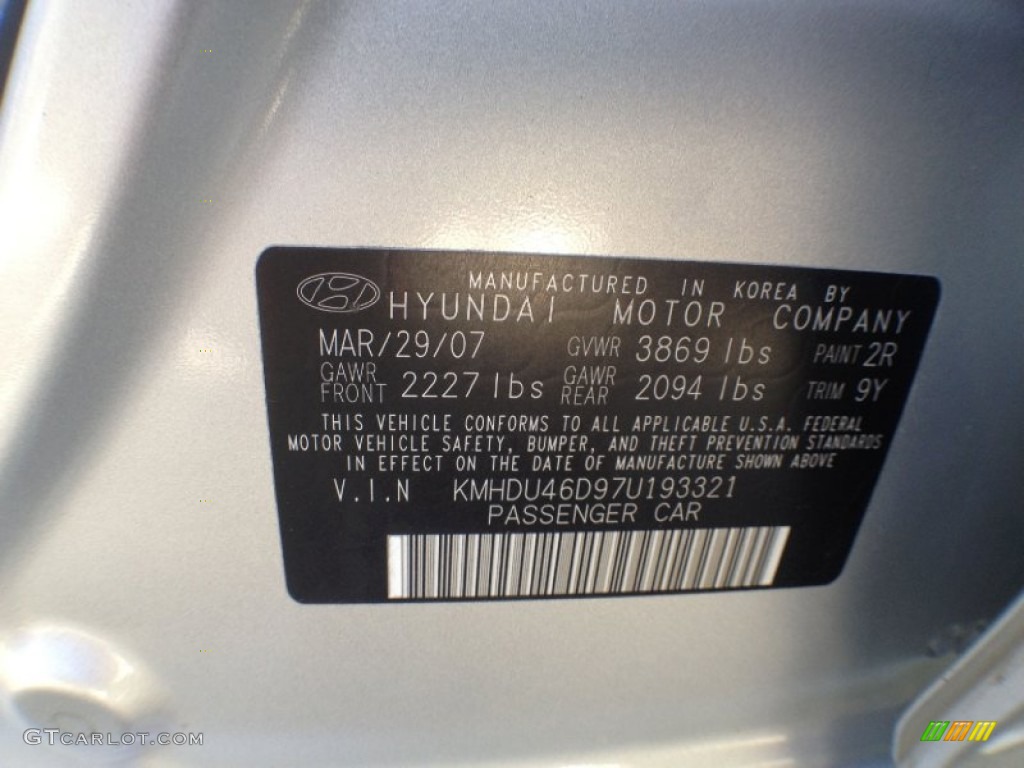 MANUFACTURED IN KOREA BY
HYUNDAI MOTOR COMPANY
MAR/29/07 GVWR 3869 lbs PAINT 2R
GAWR FRONT 2227 lbs GAWR REAR 2094 lbs TRIM 9Y
THIS VEHICLE CONFORMS TO ALL APPLICABLE U.S.A. FEDERAL
MOTOR VEHICLE SAFETY, BUMPER, AND THEFT PREVENTION STANDARDS
IN EFFECT ON THE DATE OF MANUFACTURE SHOWN ABOVE
V.I.N KMHDU46D97U193321
PASSENGER CAR
GTCARLOT.COM